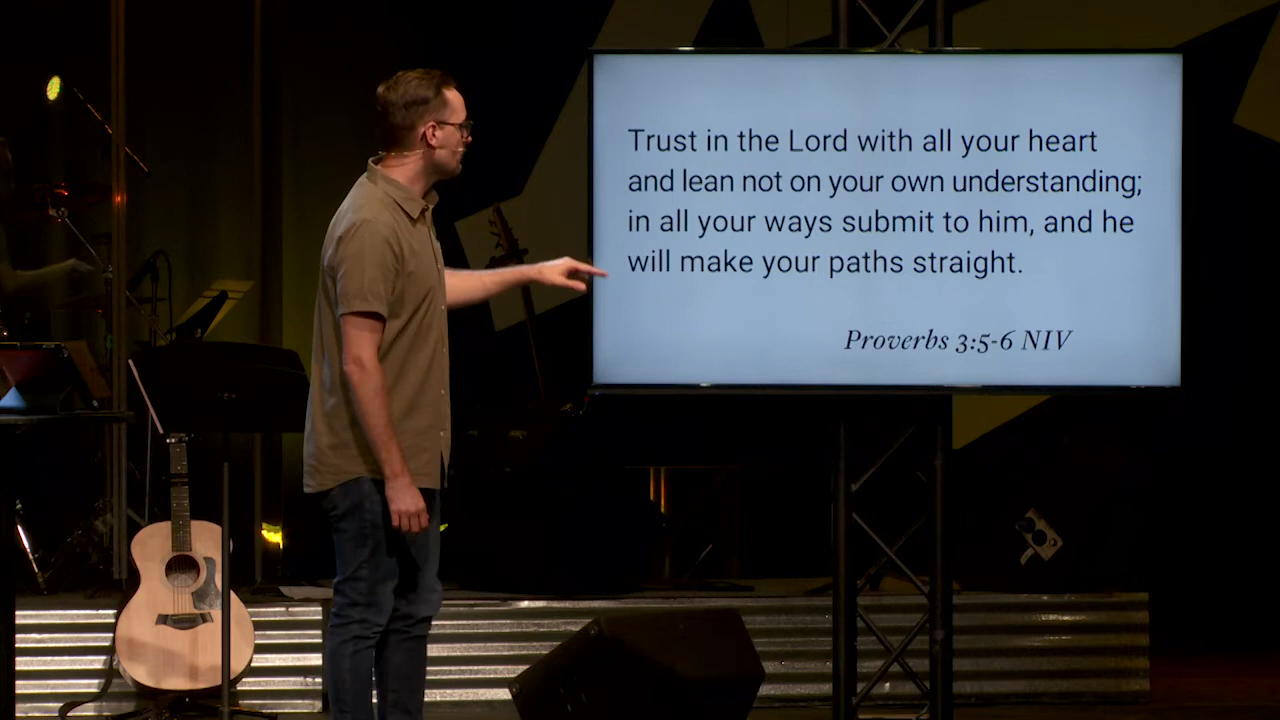 Trust in the Lord with all your heart
and lean not on your own understanding;
in all your ways submit to him, and he
will make your paths straight.
Proverbs 3:5-6 NIV